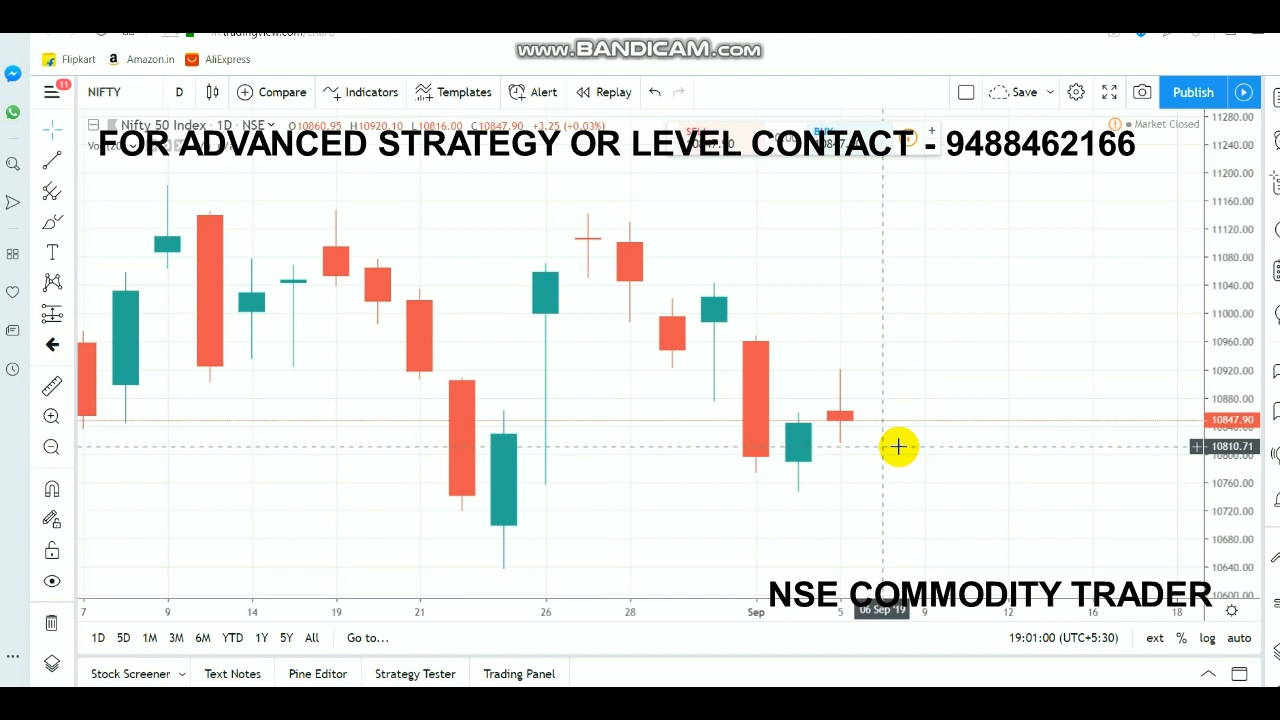 www.BANDICAM.com
Flipkart Amazon.in AliExpress
11
NIFTY D Compare Indicators Templates Alert Replay Save Publish
Nifty 50 Index · 1D · NSE O10860.95 H10920.10 L10816.00 C10847.90 +3.25 (+0.03%)
Market Closed
FOR ADVANCED STRATEGY OR LEVEL CONTACT - 9488462166
11280.00
11240.00
11200.00
11160.00
11120.00
11080.00
11040.00
11000.00
10960.00
10920.00
10880.00
10847.90
10840.00
10810.71
10800.00
10760.00
10720.00
10680.00
10640.00
10600.00
NSE COMMODITY TRADER
7 9 14 19 21 26 28 Sep 5 06 Sep '19 9 12 16 18
1D 5D 1M 3M 6M YTD 1Y 5Y All Go to... 19:01:00 (UTC+5:30) ext % log auto
Stock Screener Text Notes Pine Editor Strategy Tester Trading Panel